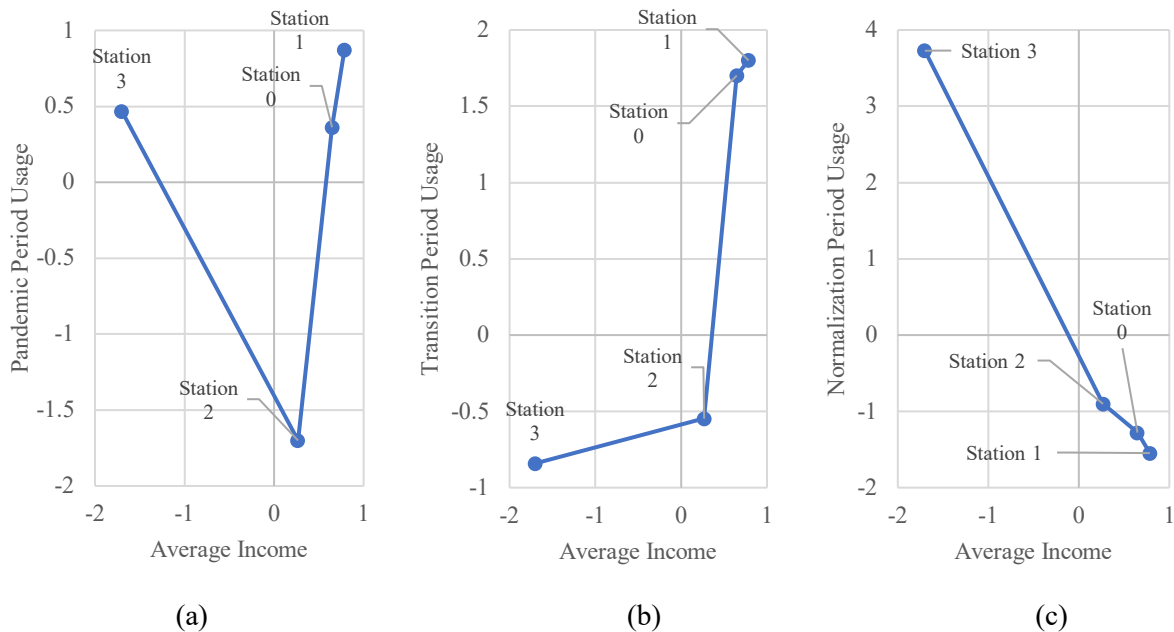 Pandemic Period Usage
1
0.5
0
-0.5
-1
-1.5
-2
-2
-1
0
1
Average Income
Station
3
Station
1
Station
0
Station
2
(a)
Transition Period Usage
2
1.5
1
0.5
0
-0.5
-1
-2
-1
0
1
Average Income
Station
1
Station
0
Station
2
Station
3
(b)
Normalization Period Usage
4
3
2
1
0
-1
-2
-2
-1
0
1
Average Income
Station 3
Station
0
Station 2
Station 1
(c)